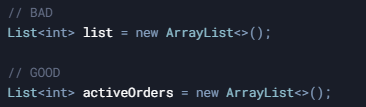 // BAD
List<int> list = new ArrayList<>();
// GOOD
List<int> activeOrders = new ArrayList<>();